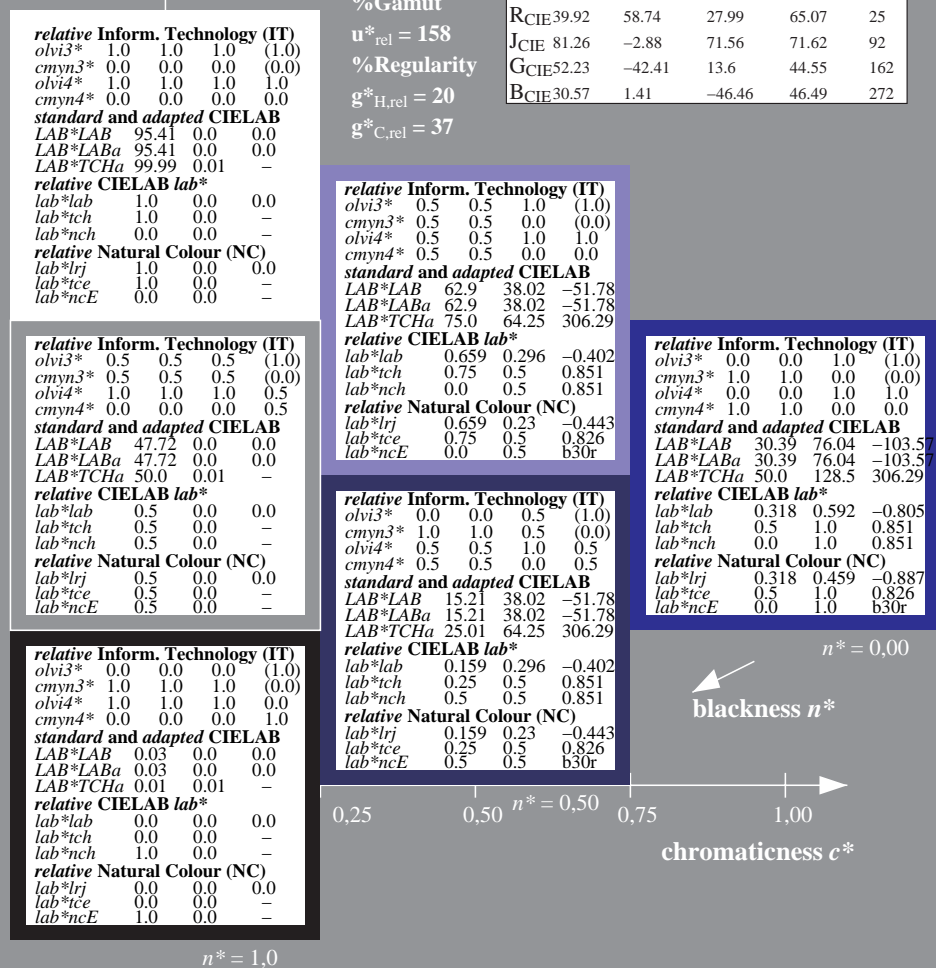 %Gamut
u*rel = 158
%Regularity
g*H,rel = 20
g*C,rel = 37
RCIE 39.92 58.74 27.99 65.07 25
JCIE 81.26 −2.88 71.56 71.62 92
GCIE 52.23 −42.41 13.6 44.55 162
BCIE 30.57 1.41 −46.46 46.49 272
relative Inform. Technology (IT)
olvi3* 1.0 1.0 1.0 (1.0)
cmyn3* 0.0 0.0 0.0 (0.0)
olvi4* 1.0 1.0 1.0 1.0
cmyn4* 0.0 0.0 0.0 0.0
standard and adapted CIELAB
LAB*LAB 95.41 0.0 0.0
LAB*LABa 95.41 0.0 0.0
LAB*TCHa 99.99 0.01 –
relative CIELAB lab*
lab*lab 1.0 0.0 0.0
lab*tch 1.0 0.0 –
lab*nch 0.0 0.0 –
relative Natural Colour (NC)
lab*lrj 1.0 0.0 0.0
lab*tce 1.0 0.0 –
lab*ncE 0.0 0.0 –
relative Inform. Technology (IT)
olvi3* 0.5 0.5 1.0 (1.0)
cmyn3* 0.5 0.5 0.0 (0.0)
olvi4* 0.5 0.5 1.0 1.0
cmyn4* 0.5 0.5 0.0 0.0
standard and adapted CIELAB
LAB*LAB 62.9 38.02 −51.78
LAB*LABa 62.9 38.02 −51.78
LAB*TCHa 75.0 64.25 306.29
relative CIELAB lab*
lab*lab 0.659 0.296 −0.402
lab*tch 0.75 0.5 0.851
lab*nch 0.0 0.5 0.851
relative Natural Colour (NC)
lab*lrj 0.659 0.23 −0.443
lab*tce 0.75 0.5 0.826
lab*ncE 0.0 0.5 b30r
relative Inform. Technology (IT)
olvi3* 0.5 0.5 0.5 (1.0)
cmyn3* 0.5 0.5 0.5 (0.0)
olvi4* 1.0 1.0 1.0 0.5
cmyn4* 0.0 0.0 0.0 0.5
standard and adapted CIELAB
LAB*LAB 47.72 0.0 0.0
LAB*LABa 47.72 0.0 0.0
LAB*TCHa 50.0 0.01 –
relative CIELAB lab*
lab*lab 0.5 0.0 0.0
lab*tch 0.5 0.0 –
lab*nch 0.5 0.0 –
relative Natural Colour (NC)
lab*lrj 0.5 0.0 0.0
lab*tce 0.5 0.0 –
lab*ncE 0.5 0.0 –
relative Inform. Technology (IT)
olvi3* 0.0 0.0 1.0 (1.0)
cmyn3* 1.0 1.0 0.0 (0.0)
olvi4* 0.0 0.0 1.0 1.0
cmyn4* 1.0 1.0 0.0 0.0
standard and adapted CIELAB
LAB*LAB 30.39 76.04 −103.57
LAB*LABa 30.39 76.04 −103.57
LAB*TCHa 50.0 128.5 306.29
relative CIELAB lab*
lab*lab 0.318 0.592 −0.805
lab*tch 0.5 1.0 0.851
lab*nch 0.0 1.0 0.851
relative Natural Colour (NC)
lab*lrj 0.318 0.459 −0.887
lab*tce 0.5 1.0 0.826
lab*ncE 0.0 1.0 b30r
relative Inform. Technology (IT)
olvi3* 0.0 0.0 0.5 (1.0)
cmyn3* 1.0 1.0 0.5 (0.0)
olvi4* 0.5 0.5 1.0 0.5
cmyn4* 0.5 0.5 0.0 0.5
standard and adapted CIELAB
LAB*LAB 15.21 38.02 −51.78
LAB*LABa 15.21 38.02 −51.78
LAB*TCHa 25.01 64.25 306.29
relative CIELAB lab*
lab*lab 0.159 0.296 −0.402
lab*tch 0.25 0.5 0.851
lab*nch 0.5 0.5 0.851
relative Natural Colour (NC)
lab*lrj 0.159 0.23 −0.443
lab*tce 0.25 0.5 0.826
lab*ncE 0.5 0.5 b30r
relative Inform. Technology (IT)
olvi3* 0.0 0.0 0.0 (1.0)
cmyn3* 1.0 1.0 1.0 (0.0)
olvi4* 1.0 1.0 1.0 0.0
cmyn4* 0.0 0.0 0.0 1.0
standard and adapted CIELAB
LAB*LAB 0.03 0.0 0.0
LAB*LABa 0.03 0.0 0.0
LAB*TCHa 0.01 0.01 –
relative CIELAB lab*
lab*lab 0.0 0.0 0.0
lab*tch 0.0 0.0 –
lab*nch 1.0 0.0 –
relative Natural Colour (NC)
lab*lrj 0.0 0.0 0.0
lab*tce 0.0 0.0 –
lab*ncE 1.0 0.0 –
n* = 0,00
blackness n*
n* = 0,50
0,25 0,50 0,75 1,00
chromaticness c*
n* = 1,0